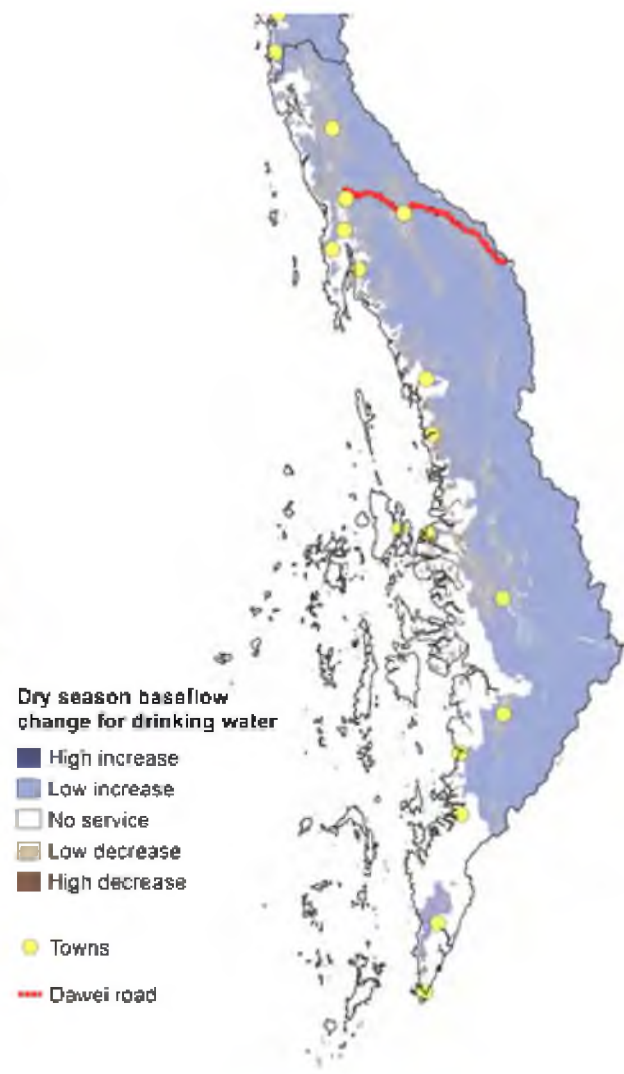 Dry season baseflow
change for drinking water
High increase
Low increase
No service
Low decrease
High decrease
Towns
Dawei road